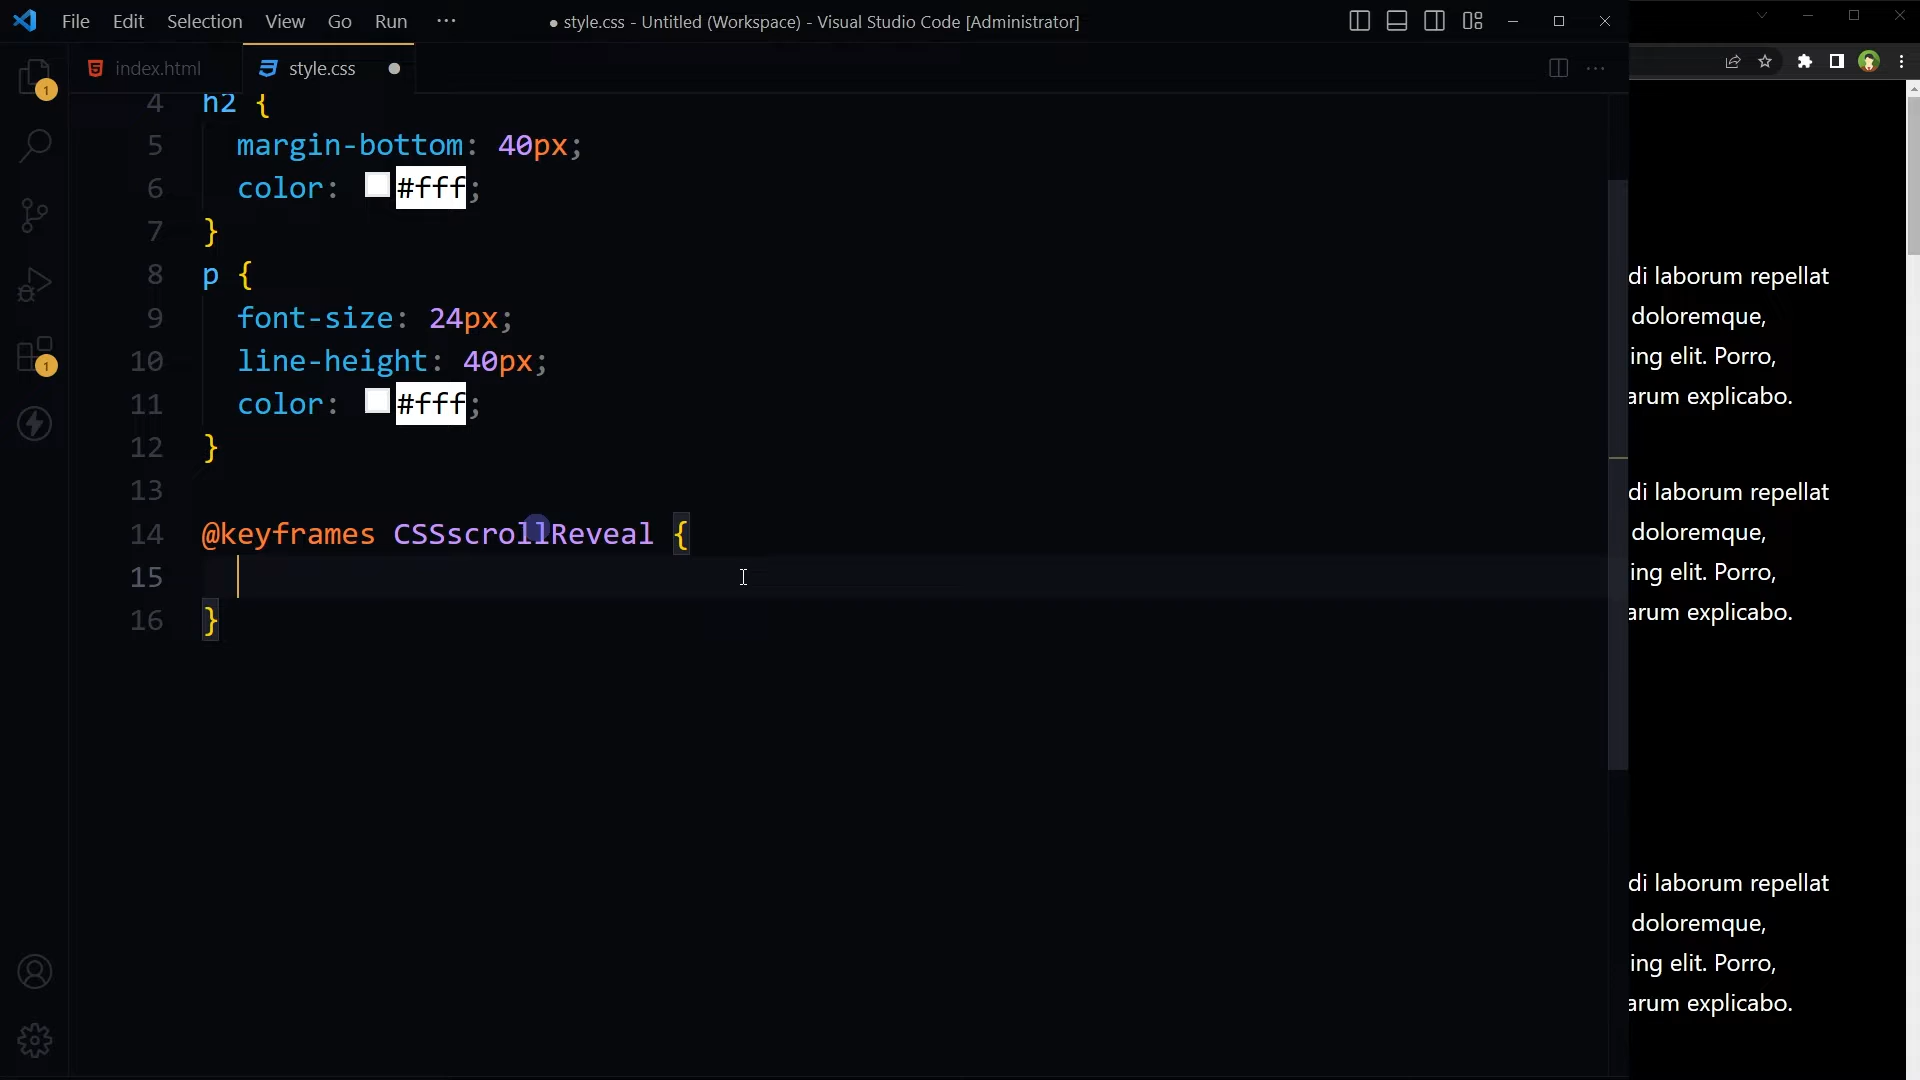 File Edit Selection View Go Run ··· ● style.css - Untitled (Workspace) - Visual Studio Code [Administrator]
index.html style.css ●
1
1
4 h2 {
5 margin-bottom: 40px;
6 color: #fff;
7 }
8 p {
9 font-size: 24px;
10 line-height: 40px;
11 color: #fff;
12 }
13
14 @keyframes CSSscrollReveal {
15
16 }
di laborum repellat
doloremque,
ing elit. Porro,
arum explicabo.
di laborum repellat
doloremque,
ing elit. Porro,
arum explicabo.
di laborum repellat
doloremque,
ing elit. Porro,
arum explicabo.